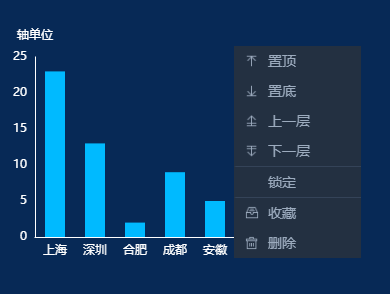 轴单位
25
20
15
10
5
0
上海 深圳 合肥 成都 安徽
置顶
置底
上一层
下一层
锁定
收藏
删除